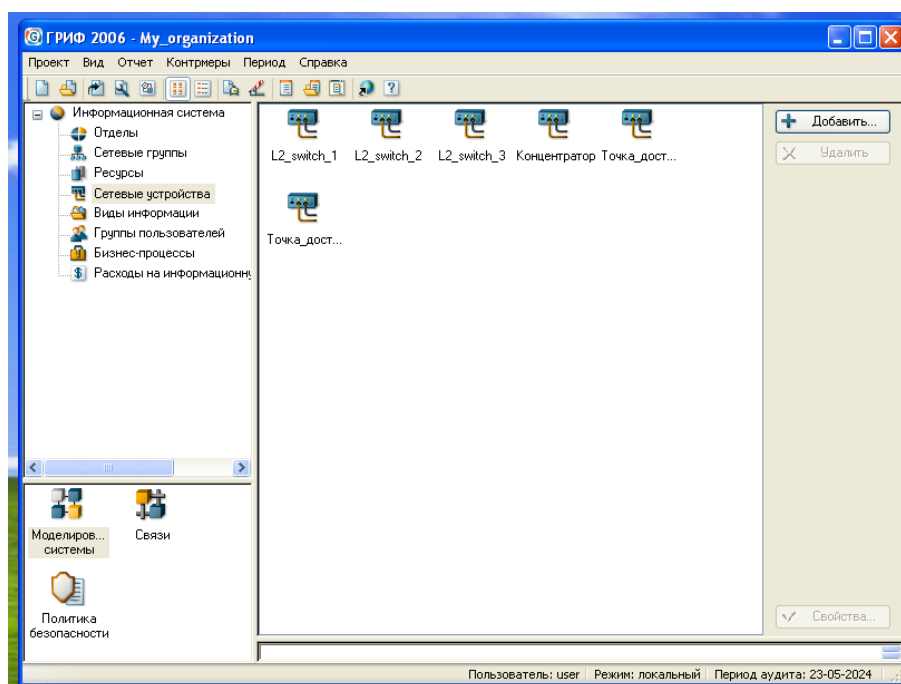 ГРИФ 2006 - My_organization
Проект Вид Отчет Контрмеры Период Справка
Информационная система
Отделы
Сетевые группы
Ресурсы
Сетевые устройства
Виды информации
Группы пользователей
Бизнес-процессы
Расходы на информационну
L2_switch_1 L2_switch_2 L2_switch_3 Концентратор Точка_дост...
Точка_дост...
Добавить...
Удалить
Моделиров...
системы
Связи
Политика
безопасности
Свойства...
Пользователь: user Режим: локальный Период аудита: 23-05-2024